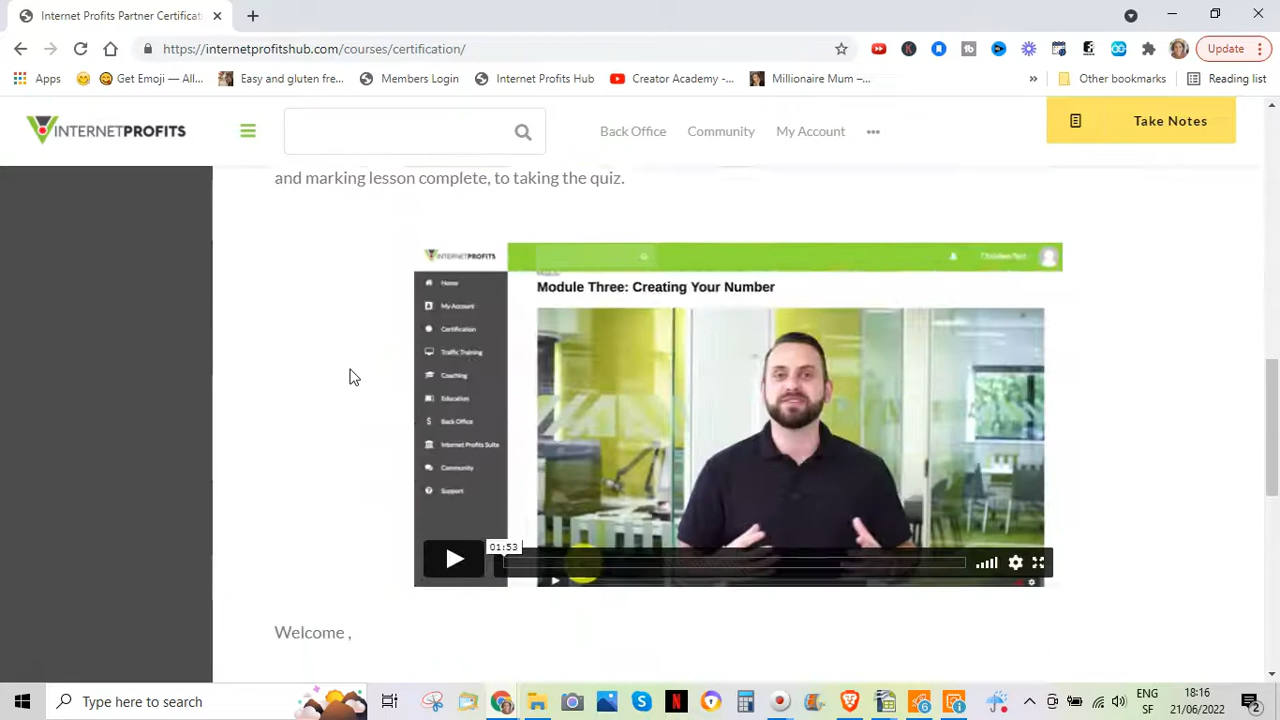 Internet Profits Partner Certificat
https://internetprofitshub.com/courses/certification/
Update
Apps
Get Emoji — All...
Easy and gluten fre...
Members Login
Internet Profits Hub
Creator Academy -...
Millionaire Mum –...
»
Other bookmarks
Reading list
INTERNETPROFITS
Back Office
Community
My Account
•••
Take Notes
and marking lesson complete, to taking the quiz.
INTERNETPROFITS
Module Three: Creating Your Number
Home
My Account
Certification
Traffic Training
Coaching
Education
Back Office
Internet Profits Suite
Community
Support
01:53
Welcome ,
Type here to search
6
ENG
SF
8:16
21/06/2022
2